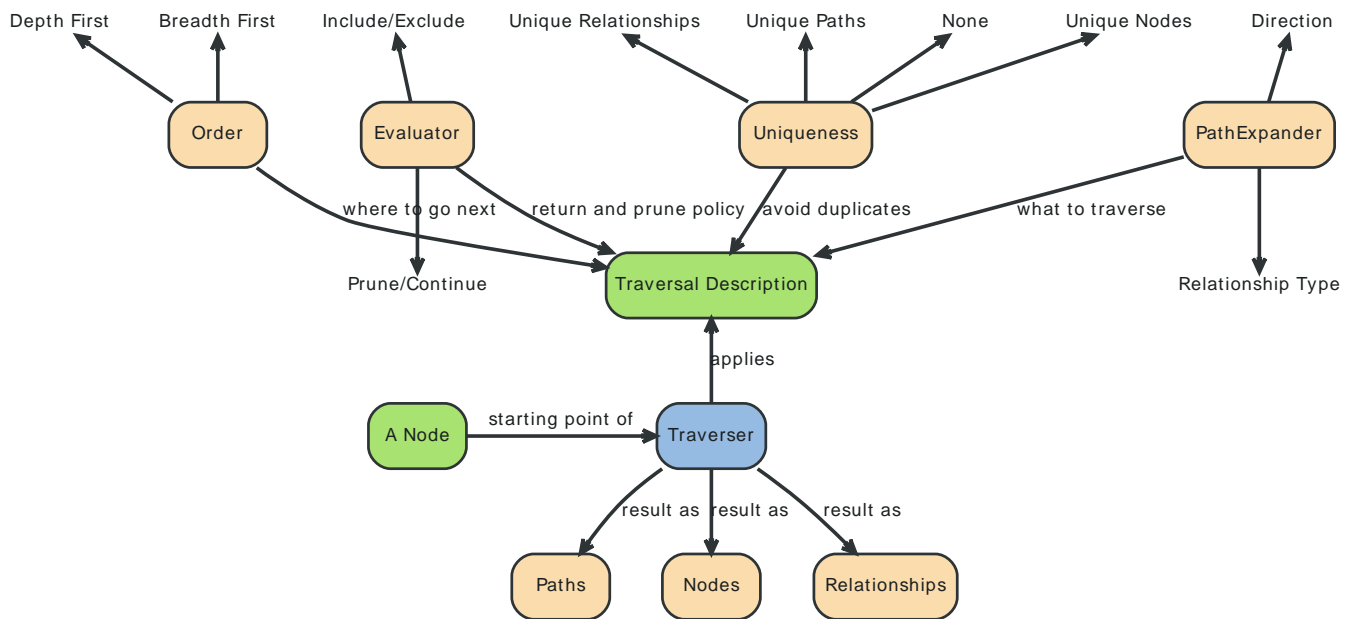 Depth First
Breadth First
Include/Exclude
Unique Relationships
Unique Paths
None
Unique Nodes
Direction
Order
Evaluator
Uniqueness
PathExpander
where to go next
return and prune policy
avoid duplicates
what to traverse
Prune/Continue
Traversal Description
Relationship Type
applies
A Node
starting point of
Traverser
result as
result as
result as
Paths
Nodes
Relationships